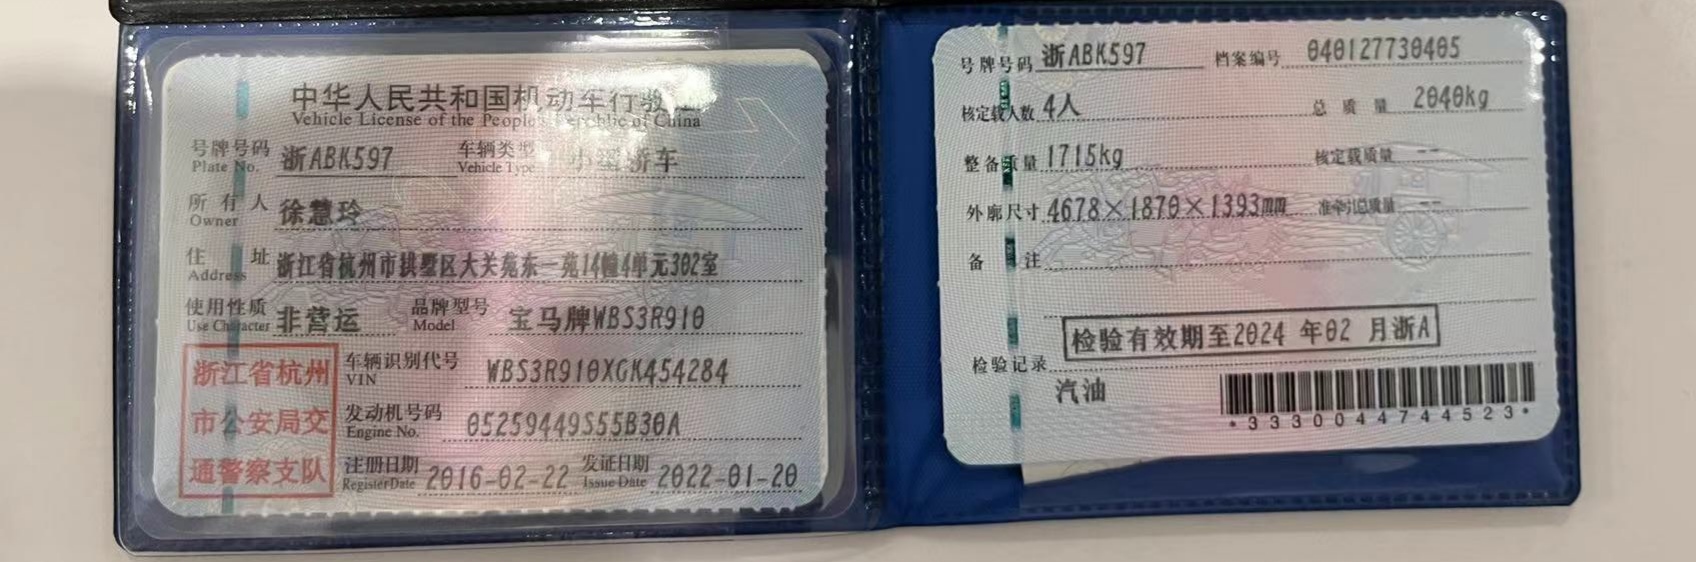 中华人民共和国机动车行驶证
Vehicle License of the People's Republic of China
号牌号码 Plate No. 浙ABK597 车辆类型 Vehicle Type 小型轿车
所有人 Owner 徐慧玲
住址 Address 浙江省杭州市拱墅区大关苑东一苑14幢4单元302室
使用性质 Use Character 非营运 品牌型号 Model 宝马牌WBS3R910
浙江省杭州
市公安局交
通警察支队
车辆识别代号 VIN WBS3R910XGK454284
发动机号码 Engine No. 05259449S55B30A
注册日期 Register Date 2016-02-22 发证日期 Issue Date 2022-01-20
号牌号码 浙ABK597 档案编号 040127730405
核定载人数 4人 总质量 2040kg
整备质量 1715kg 核定载质量 --
外廓尺寸 4678×1870×1393mm 准牵引总质量 --
备注
检验有效期至2024 年02 月浙A
检验记录
汽油
*3330044744523*